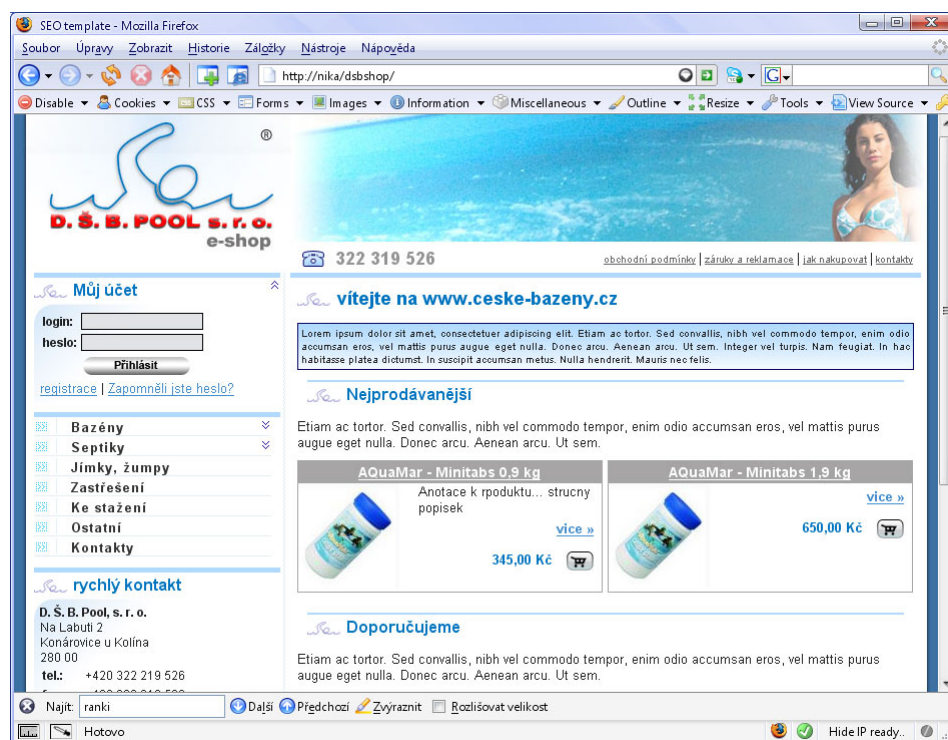 SEO template - Mozilla Firefox
Soubor Úpravy Zobrazit Historie Záložky Nástroje Nápověda
http://nika/dsbshop/
G
Disable Cookies CSS Forms Images Information Miscellaneous Outline Resize Tools View Source
®
D. Š. B. POOL s. r. o.
e-shop
322 319 526
obchodní podmínky | záruky a reklamace | jak nakupovat | kontakty
Můj účet
login:
heslo:
Přihlásit
registrace | Zapomněli jste heslo?
Bazény
Septiky
Jímky, žumpy
Zastřešení
Ke stažení
Ostatní
Kontakty
rychlý kontakt
D. Š. B. Pool, s. r. o.
Na Labuti 2
Konárovice u Kolína
280 00
tel.: +420 322 219 526
vítejte na www.ceske-bazeny.cz
Lorem ipsum dolor sit amet, consectetuer adipiscing elit. Etiam ac tortor. Sed convallis, nibh vel commodo tempor, enim odio
accumsan eros, vel mattis purus augue eget nulla. Donec arcu. Aenean arcu. Ut sem. Integer vel turpis. Nam feugiat. In hac
habitasse platea dictumst. In suscipit accumsan metus. Nulla hendrerit. Mauris nec felis.
Nejprodávanější
Etiam ac tortor. Sed convallis, nibh vel commodo tempor, enim odio accumsan eros, vel mattis purus
augue eget nulla. Donec arcu. Aenean arcu. Ut sem.
AQuaMar - Minitabs 0,9 kg
Anotace k rpoduktu... strucny
popisek
vice »
345,00 Kč
AQuaMar - Minitabs 1,9 kg
vice »
650,00 Kč
Doporučujeme
Etiam ac tortor. Sed convallis, nibh vel commodo tempor, enim odio accumsan eros, vel mattis purus
augue eget nulla. Donec arcu. Aenean arcu. Ut sem.
Najít: ranki Další Předchozí Zvýraznit Rozlišovat velikost
Hotovo
Hide IP ready..